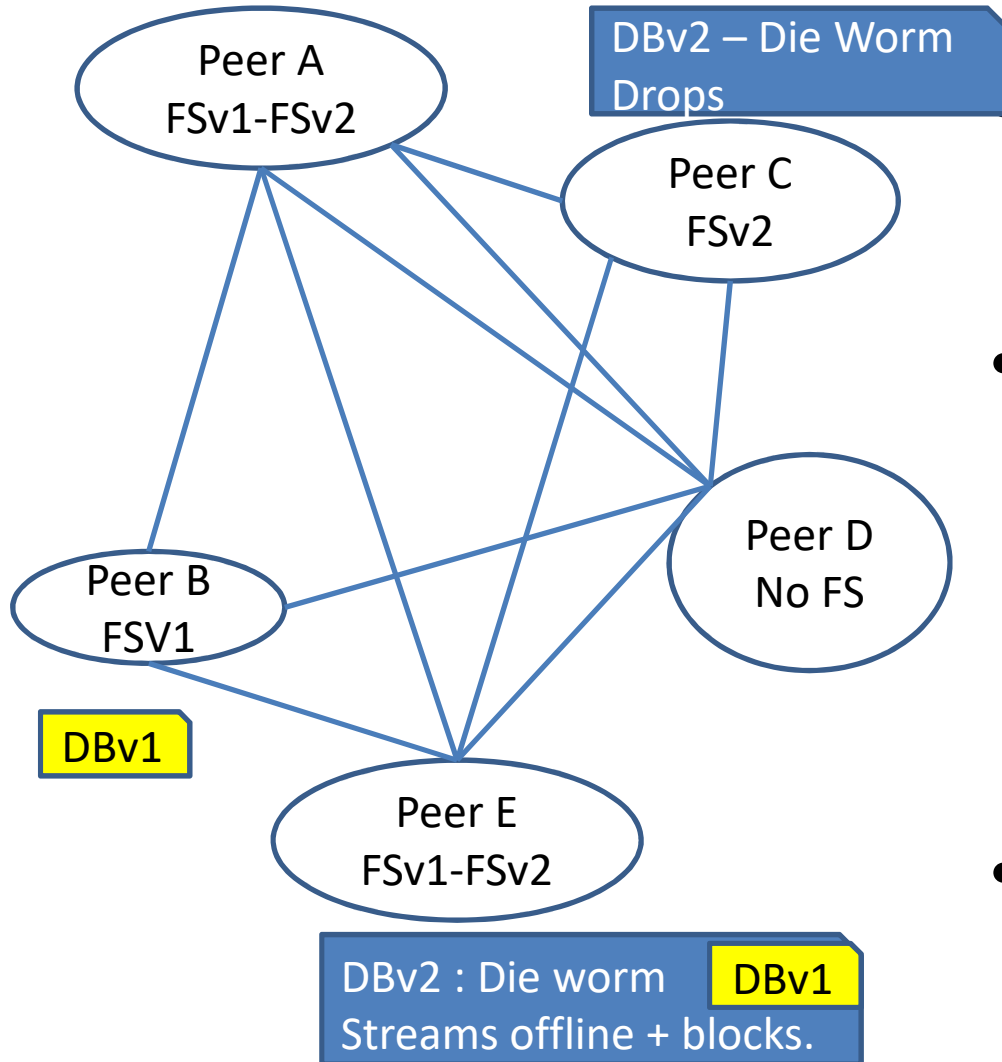 Peer A
FSv1-FSv2
DBv2 – Die Worm
Drops
Peer C
FSv2
Peer D
No FS
Peer B
FSV1
DBv1
Peer E
FSv1-FSv2
DBv2 : Die worm
DBv1
Streams offline + blocks.